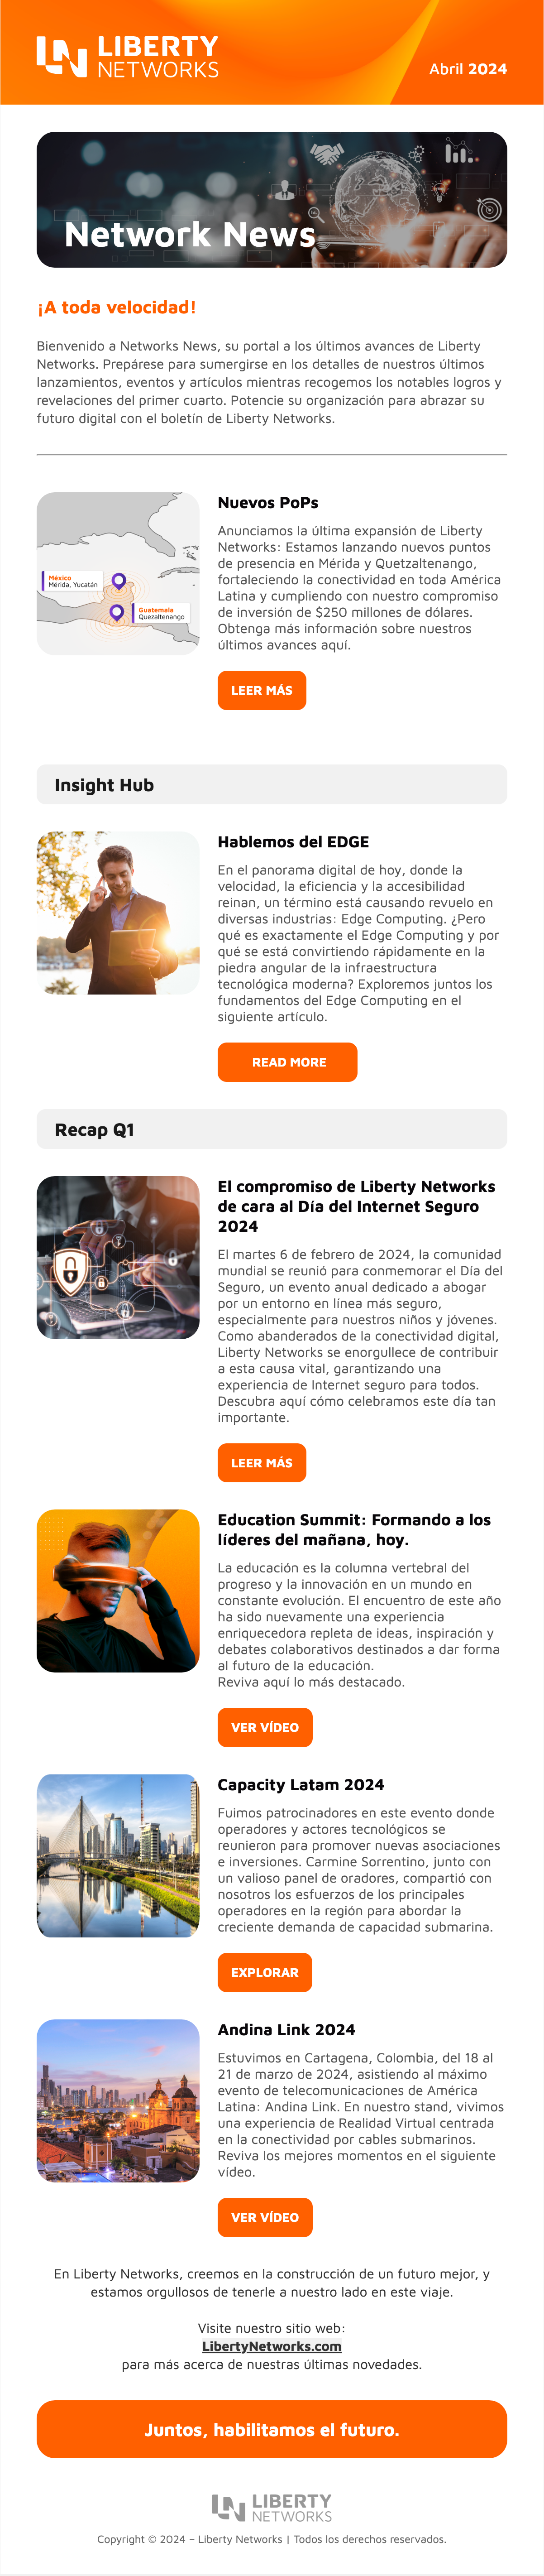 LIBERTY
NETWORKS
Abril 2024
Network News
¡A toda velocidad!
Bienvenido a Networks News, su portal a los últimos avances de Liberty
Networks. Prepárese para sumergirse en los detalles de nuestros últimos
lanzamientos, eventos y artículos mientras recogemos los notables logros y
revelaciones del primer cuarto. Potencie su organización para abrazar su
futuro digital con el boletín de Liberty Networks.
México
Mérida, Yucatán
Guatemala
Quezaltenango
Nuevos PoPs
Anunciamos la última expansión de Liberty
Networks: Estamos lanzando nuevos puntos
de presencia en Mérida y Quetzaltenango,
fortaleciendo la conectividad en toda América
Latina y cumpliendo con nuestro compromiso
de inversión de $250 millones de dólares.
Obtenga más información sobre nuestros
últimos avances aquí.
LEER MÁS
Insight Hub
Hablemos del EDGE
En el panorama digital de hoy, donde la
velocidad, la eficiencia y la accesibilidad
reinan, un término está causando revuelo en
diversas industrias: Edge Computing. ¿Pero
qué es exactamente el Edge Computing y por
qué se está convirtiendo rápidamente en la
piedra angular de la infraestructura
tecnológica moderna? Exploremos juntos los
fundamentos del Edge Computing en el
siguiente artículo.
READ MORE
Recap Q1
El compromiso de Liberty Networks
de cara al Día del Internet Seguro
2024
El martes 6 de febrero de 2024, la comunidad
mundial se reunió para conmemorar el Día del
Seguro, un evento anual dedicado a abogar
por un entorno en línea más seguro,
especialmente para nuestros niños y jóvenes.
Como abanderados de la conectividad digital,
Liberty Networks se enorgullece de contribuir
a esta causa vital, garantizando una
experiencia de Internet seguro para todos.
Descubra aquí cómo celebramos este día tan
importante.
LEER MÁS
Education Summit: Formando a los
líderes del mañana, hoy.
La educación es la columna vertebral del
progreso y la innovación en un mundo en
constante evolución. El encuentro de este año
ha sido nuevamente una experiencia
enriquecedora repleta de ideas, inspiración y
debates colaborativos destinados a dar forma
al futuro de la educación.
Reviva aquí lo más destacado.
VER VÍDEO
Capacity Latam 2024
Fuimos patrocinadores en este evento donde
operadores y actores tecnológicos se
reunieron para promover nuevas asociaciones
e inversiones. Carmine Sorrentino, junto con
un valioso panel de oradores, compartió con
nosotros los esfuerzos de los principales
operadores en la región para abordar la
creciente demanda de capacidad submarina.
EXPLORAR
Andina Link 2024
Estuvimos en Cartagena, Colombia, del 18 al
21 de marzo de 2024, asistiendo al máximo
evento de telecomunicaciones de América
Latina: Andina Link. En nuestro stand, vivimos
una experiencia de Realidad Virtual centrada
en la conectividad por cables submarinos.
Reviva los mejores momentos en el siguiente
vídeo.
VER VÍDEO
En Liberty Networks, creemos en la construcción de un futuro mejor, y
estamos orgullosos de tenerle a nuestro lado en este viaje.
Visite nuestro sitio web:
LibertyNetworks.com
para más acerca de nuestras últimas novedades.
Juntos, habilitamos el futuro.
LIBERTY
NETWORKS
Copyright © 2024 – Liberty Networks | Todos los derechos reservados.